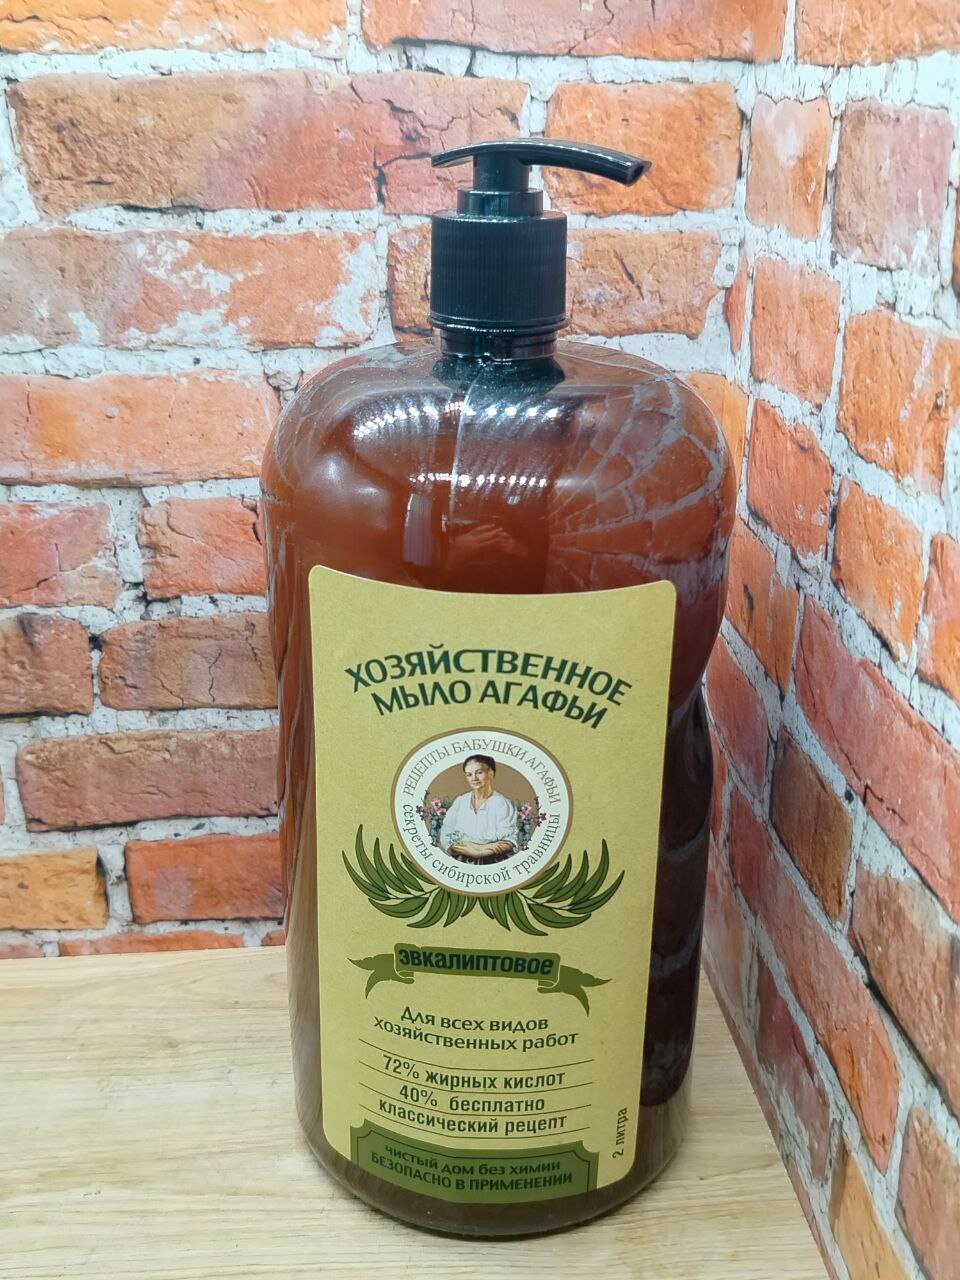 ХОЗЯЙСТВЕННОЕ
МЫЛО АГАФЬИ
РЕЦЕПТЫ БАБУШКИ АГАФЬИ
секреты сибирской травницы
эвкалиптовое
Для всех видов
хозяйственных работ
72% жирных кислот
40% бесплатно
классический рецепт
2 литра
чистый дом без химии
БЕЗОПАСНО В ПРИМЕНЕНИИ